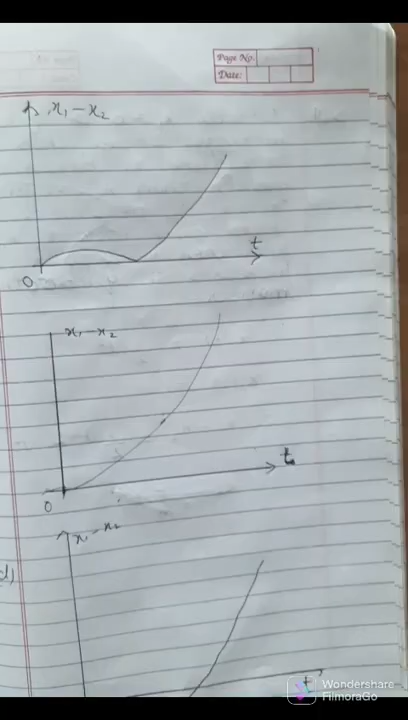 Page No.
Date:
x₁ - x₂
t
0
x₁ - x₂
t
0
d)
x₁ - x₂
t
Wondershare
FilmoraGo